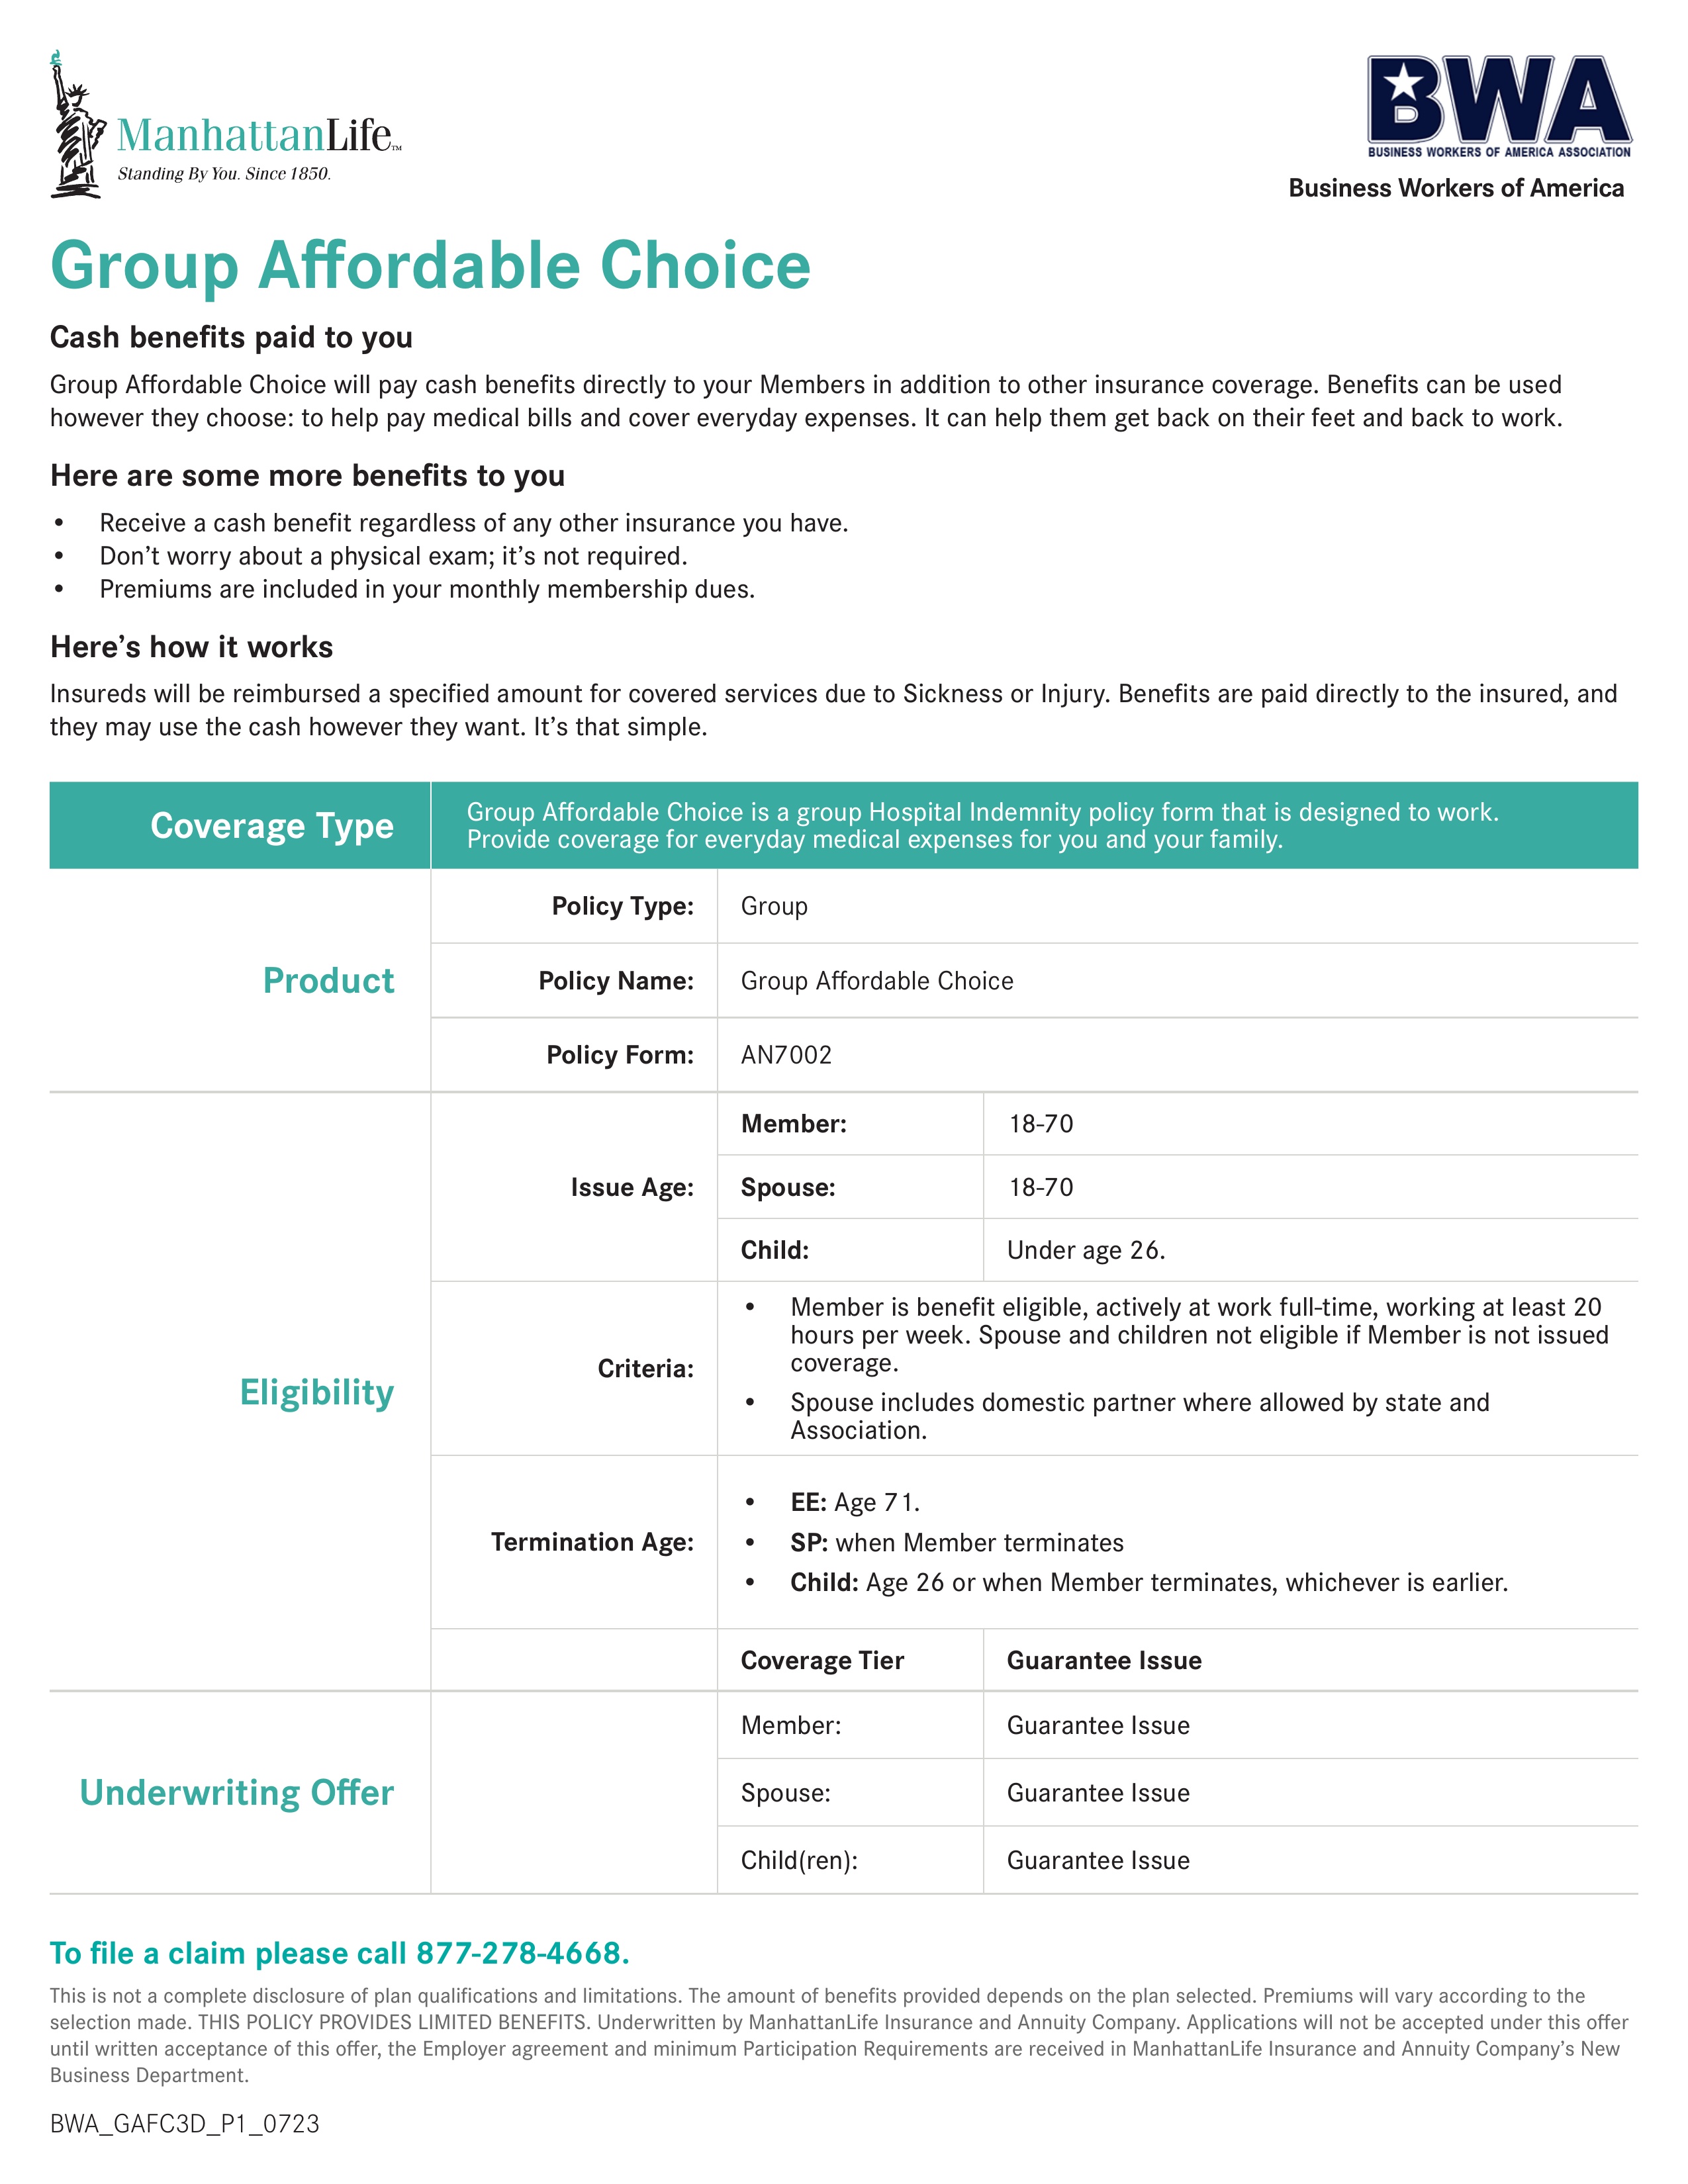 ManhattanLife™
Standing By You. Since 1850.
BWA
BUSINESS WORKERS OF AMERICA ASSOCIATION
Business Workers of America
Group Affordable Choice
Cash benefits paid to you
Group Affordable Choice will pay cash benefits directly to your Members in addition to other insurance coverage. Benefits can be used
however they choose: to help pay medical bills and cover everyday expenses. It can help them get back on their feet and back to work.
Here are some more benefits to you
• Receive a cash benefit regardless of any other insurance you have.
• Don’t worry about a physical exam; it’s not required.
• Premiums are included in your monthly membership dues.
Here’s how it works
Insureds will be reimbursed a specified amount for covered services due to Sickness or Injury. Benefits are paid directly to the insured, and
they may use the cash however they want. It’s that simple.
Coverage Type
Group Affordable Choice is a group Hospital Indemnity policy form that is designed to work.
Provide coverage for everyday medical expenses for you and your family.
Product
Policy Type: Group
Policy Name: Group Affordable Choice
Policy Form: AN7002
Eligibility
Issue Age:
Member: 18-70
Spouse: 18-70
Child: Under age 26.
Criteria:
• Member is benefit eligible, actively at work full-time, working at least 20
hours per week. Spouse and children not eligible if Member is not issued
coverage.
• Spouse includes domestic partner where allowed by state and
Association.
Termination Age:
• EE: Age 71.
• SP: when Member terminates
• Child: Age 26 or when Member terminates, whichever is earlier.
Coverage Tier Guarantee Issue
Underwriting Offer
Member: Guarantee Issue
Spouse: Guarantee Issue
Child(ren): Guarantee Issue
To file a claim please call 877-278-4668.
This is not a complete disclosure of plan qualifications and limitations. The amount of benefits provided depends on the plan selected. Premiums will vary according to the
selection made. THIS POLICY PROVIDES LIMITED BENEFITS. Underwritten by ManhattanLife Insurance and Annuity Company. Applications will not be accepted under this offer
until written acceptance of this offer, the Employer agreement and minimum Participation Requirements are received in ManhattanLife Insurance and Annuity Company’s New
Business Department.
BWA_GAFC3D_P1_0723